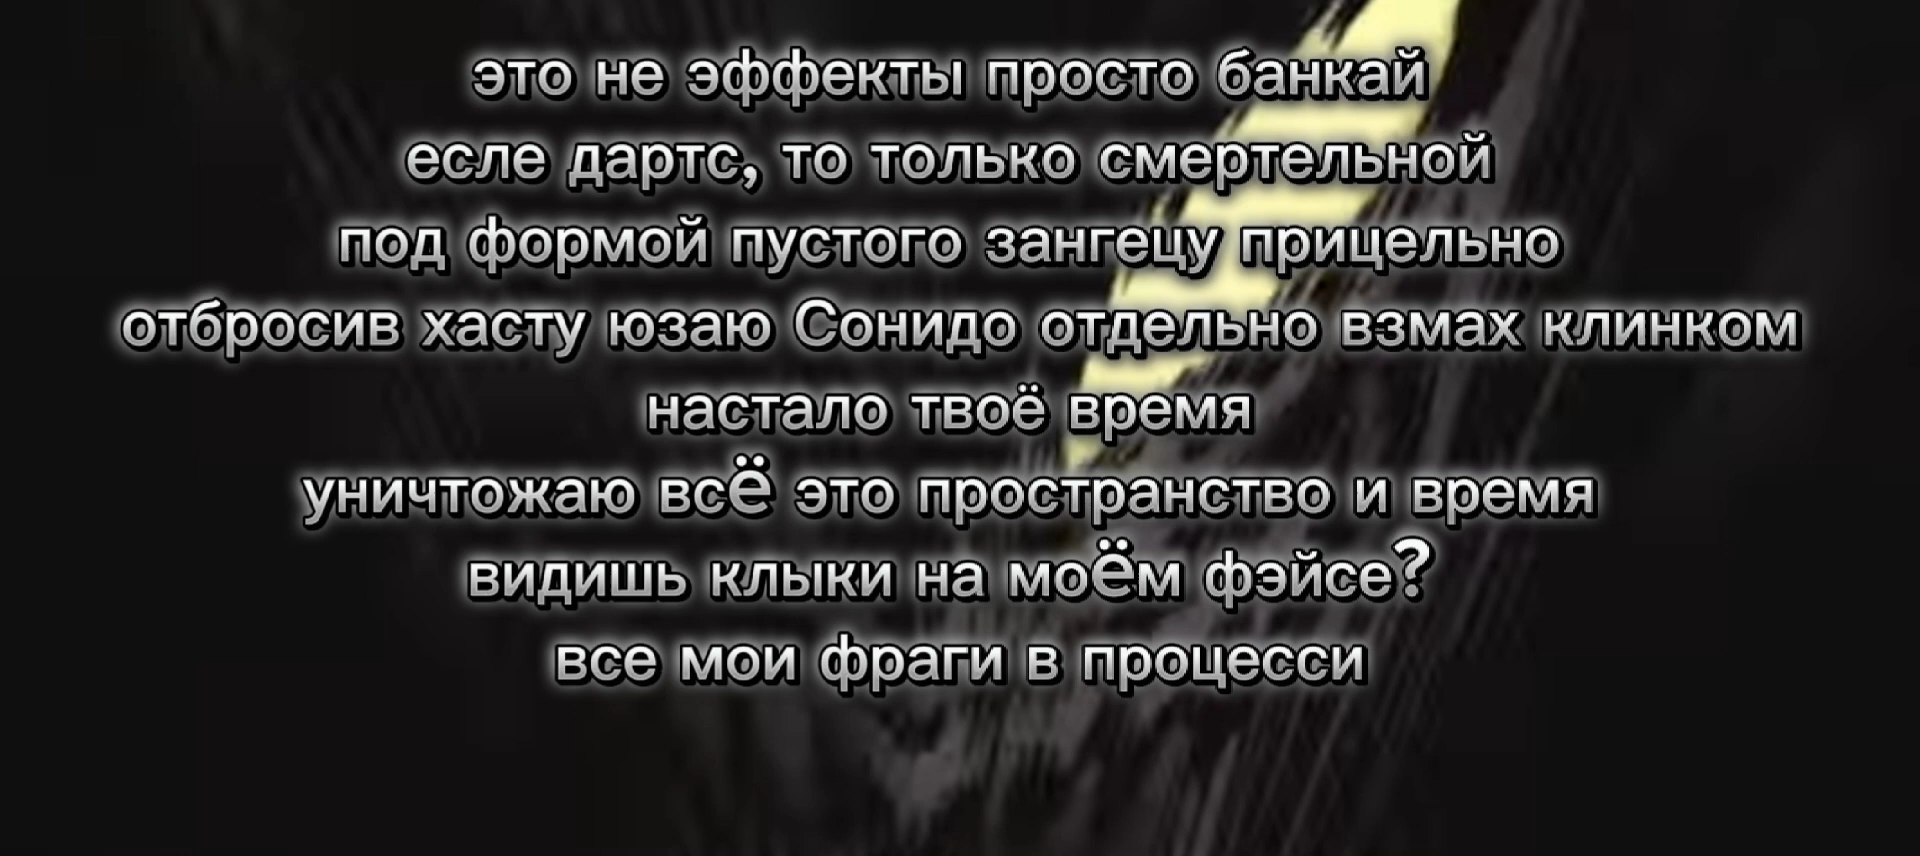 это не эффекты просто банкай
есле дартс, то только смертельной
под формой пустого зангецу прицельно
отбросив хасту юзаю Сонидо отдельно взмах клинком
настало твоё время
уничтожаю всё это пространство и время
видишь клыки на моём фэйсе?
все мои фраги в процесси